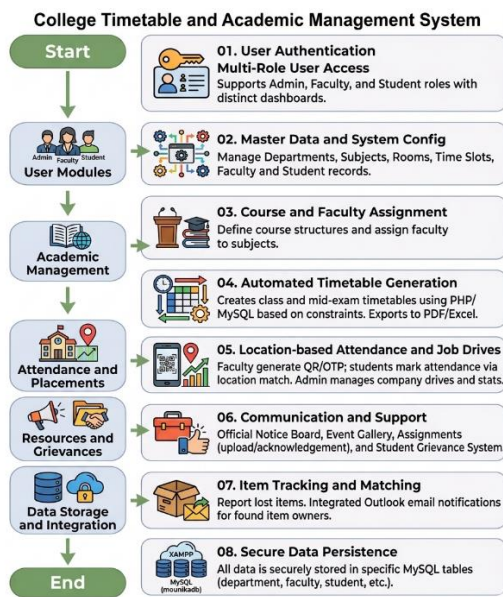 College Timetable and Academic Management System
Start
01. User Authentication
Multi-Role User Access
Supports Admin, Faculty, and Student roles with
distinct dashboards.
Admin
Faculty
Student
User Modules
02. Master Data and System Config
Manage Departments, Subjects, Rooms, Time Slots,
Faculty and Student records.
Academic
Management
03. Course and Faculty Assignment
Define course structures and assign faculty
to subjects.
04. Automated Timetable Generation
Creates class and mid-exam timetables using PHP/
MySQL based on constraints. Exports to PDF/Excel.
Attendance and
Placements
05. Location-based Attendance and Job Drives
Faculty generate QR/OTP; students mark attendance via
location match. Admin manages company drives and stats.
Resources and
Grievances
06. Communication and Support
Official Notice Board, Event Gallery, Assignments
(upload/acknowledgement), and Student Grievance System
Data Storage
and Integration
07. Item Tracking and Matching
Report lost items. Integrated Outlook email notifications
for found item owners.
End
XAMPP
MySQL
(mounikadb)
08. Secure Data Persistence
All data is securely stored in specific MySQL tables
(department, faculty, student, etc.).